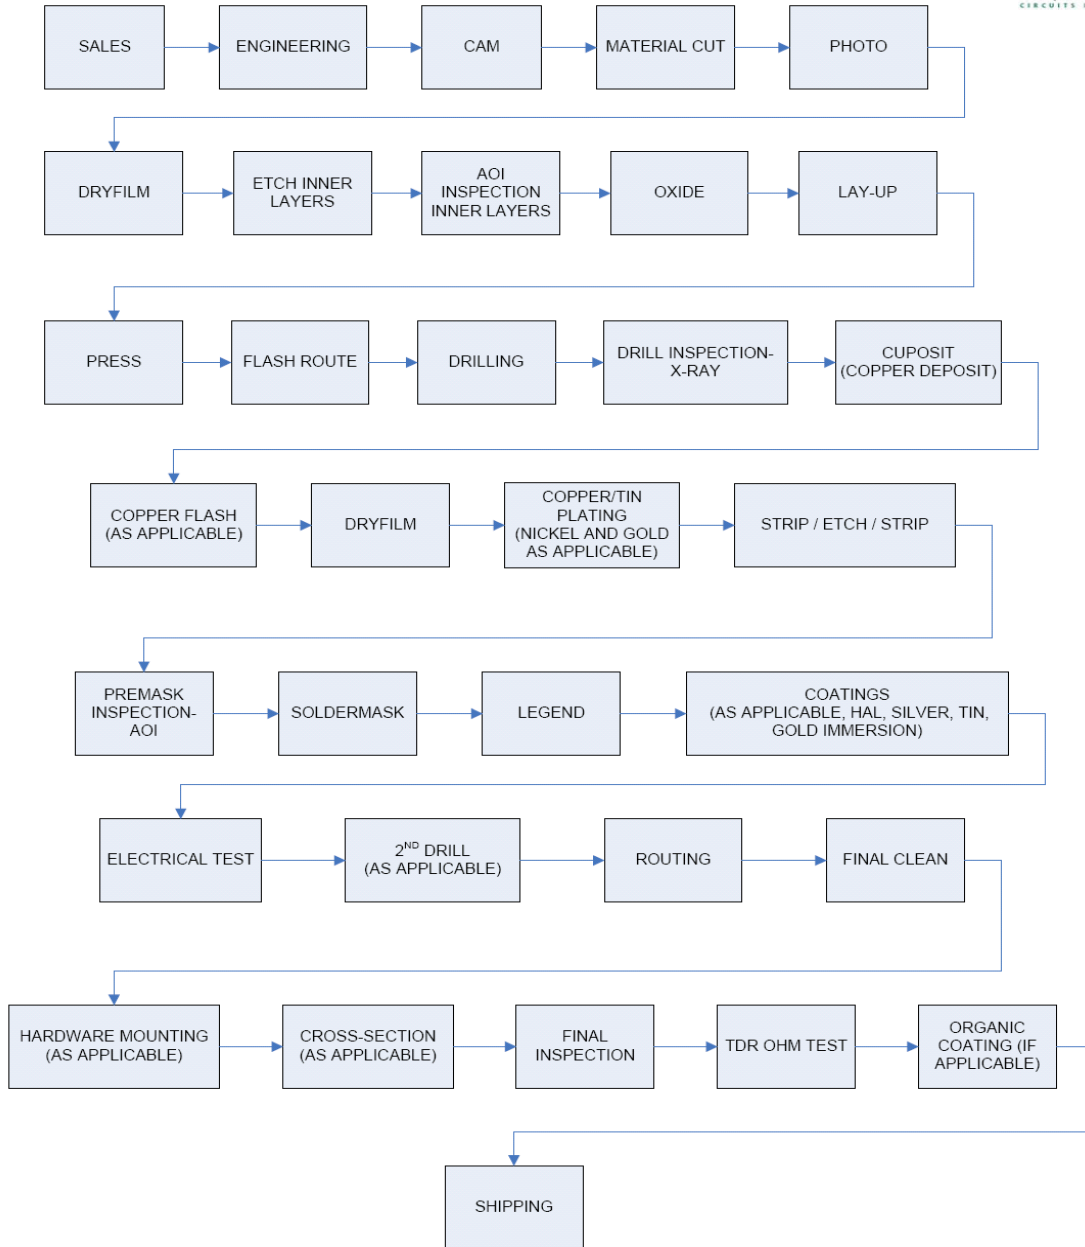 CIRCUITS
SALES
ENGINEERING
CAM
MATERIAL CUT
PHOTO
DRYFILM
ETCH INNER
LAYERS
AOI
INSPECTION
INNER LAYERS
OXIDE
LAY-UP
PRESS
FLASH ROUTE
DRILLING
DRILL INSPECTION-
X-RAY
CUPOSIT
(COPPER DEPOSIT)
COPPER FLASH
(AS APPLICABLE)
DRYFILM
COPPER/TIN
PLATING
(NICKEL AND GOLD
AS APPLICABLE)
STRIP / ETCH / STRIP
PREMASK
INSPECTION-
AOI
SOLDERMASK
LEGEND
COATINGS
(AS APPLICABLE, HAL, SILVER, TIN,
GOLD IMMERSION)
ELECTRICAL TEST
2ND DRILL
(AS APPLICABLE)
ROUTING
FINAL CLEAN
HARDWARE MOUNTING
(AS APPLICABLE)
CROSS-SECTION
(AS APPLICABLE)
FINAL
INSPECTION
TDR OHM TEST
ORGANIC
COATING (IF
APPLICABLE)
SHIPPING